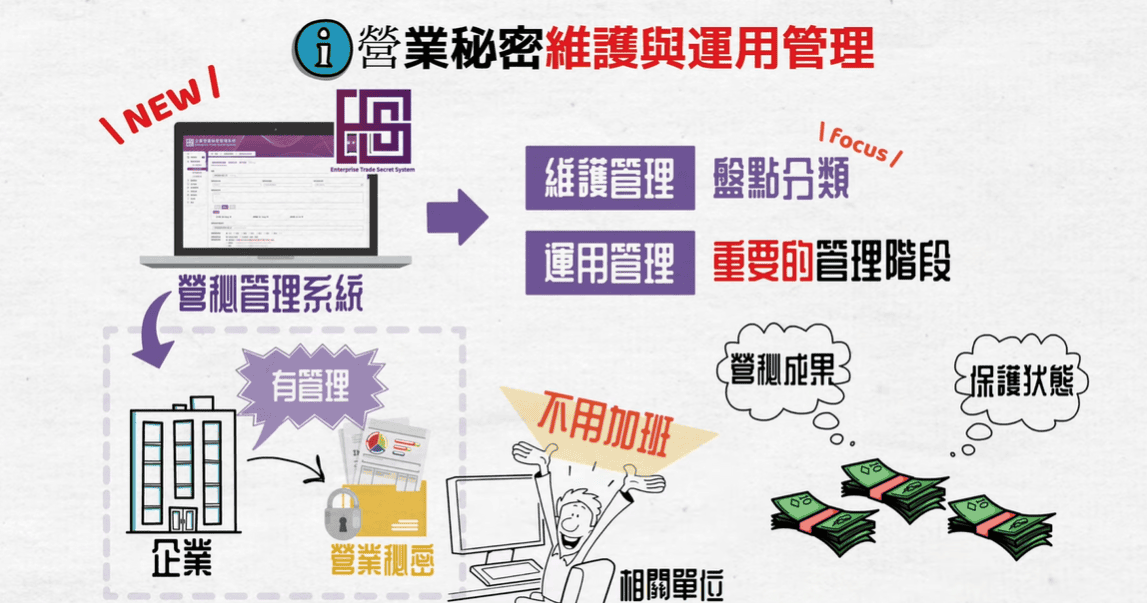 i 營業秘密維護與運用管理
\ NEW /
Enterprise Trade Secret System
維護管理 盤點分類
\ Focus /
運用管理 重要的管理階段
營秘管理系統
有管理
營秘成果
保護狀態
不用加班
企業
營業秘密
相關單位